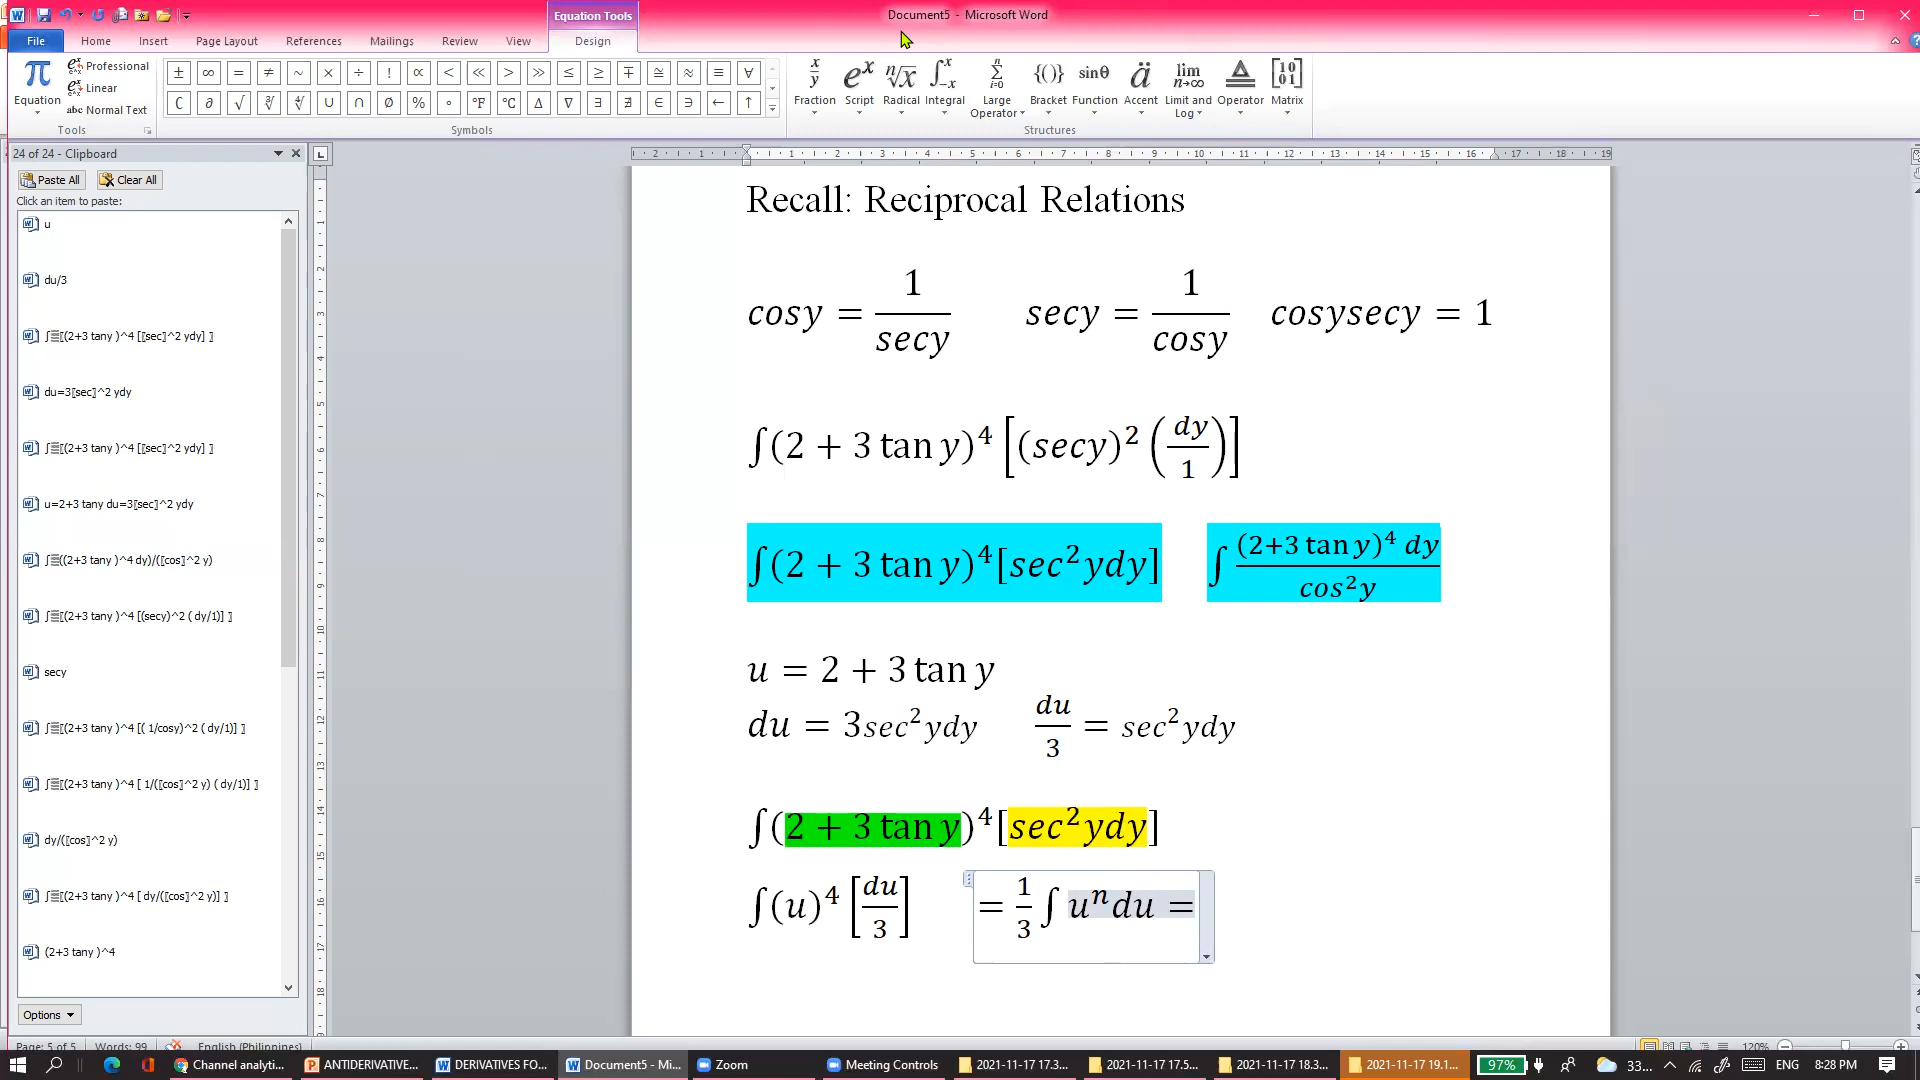 Equation Tools
Document5 - Microsoft Word
File Home Insert Page Layout References Mailings Review View Design
Professional
Linear
abc Normal Text
π Equation
± ∞ = ≠ ~ × ÷ ! ∝ < ≪ > ≫ ≤ ≥ ∓ ≅ ≈ ≡ ∀
∁ ∂ √ ∛ ∜ ∪ ∩ ∅ % ° °F °C ∆ ∇ ∃ ∄ ∈ ∋ ← ↑
Fraction Script Radical Integral Large Operator Bracket Function Accent Limit and Log Operator Matrix
Tools Symbols Structures
24 of 24 - Clipboard
Paste All Clear All
Click an item to paste:
u
du/3
∫▒〖(2+3 tany )^4 [〖sec〗^2 ydy] 〗
du=3〖sec〗^2 ydy
∫▒〖(2+3 tany )^4 [〖sec〗^2 ydy] 〗
u=2+3 tany du=3〖sec〗^2 ydy
∫▒((2+3 tany )^4 dy)/(〖cos〗^2 y)
∫▒〖(2+3 tany )^4 [(secy)^2 ( dy/1)] 〗
secy
∫▒〖(2+3 tany )^4 [( 1/cosy)^2 ( dy/1)] 〗
∫▒〖(2+3 tany )^4 [ 1/(〖cos〗^2 y) ( dy/1)] 〗
dy/(〖cos〗^2 y)
∫▒〖(2+3 tany )^4 [ dy/(〖cos〗^2 y)] 〗
(2+3 tany )^4
Options
Recall: Reciprocal Relations
cosy = 1/secy secy = 1/cosy cosysecy = 1
∫(2 + 3 tan y)⁴ [(secy)² (dy/1)]
∫(2 + 3 tan y)⁴[sec²ydy] ∫ (2+3 tan y)⁴ dy/cos²y
u = 2 + 3 tan y
du = 3sec²ydy du/3 = sec²ydy
∫(2 + 3 tan y)⁴[sec²ydy]
∫(u)⁴ [du/3] = 1/3 ∫ uⁿdu =
Page: 5 of 5 Words: 99 English (Philippines) 120%
Channel analyti... ANTIDERIVATIVE... DERIVATIVES FO... Document5 - Mi... Zoom Meeting Controls 2021-11-17 17.3... 2021-11-17 17.5... 2021-11-17 18.3... 2021-11-17 19.1... 97% 33... ENG 8:28 PM